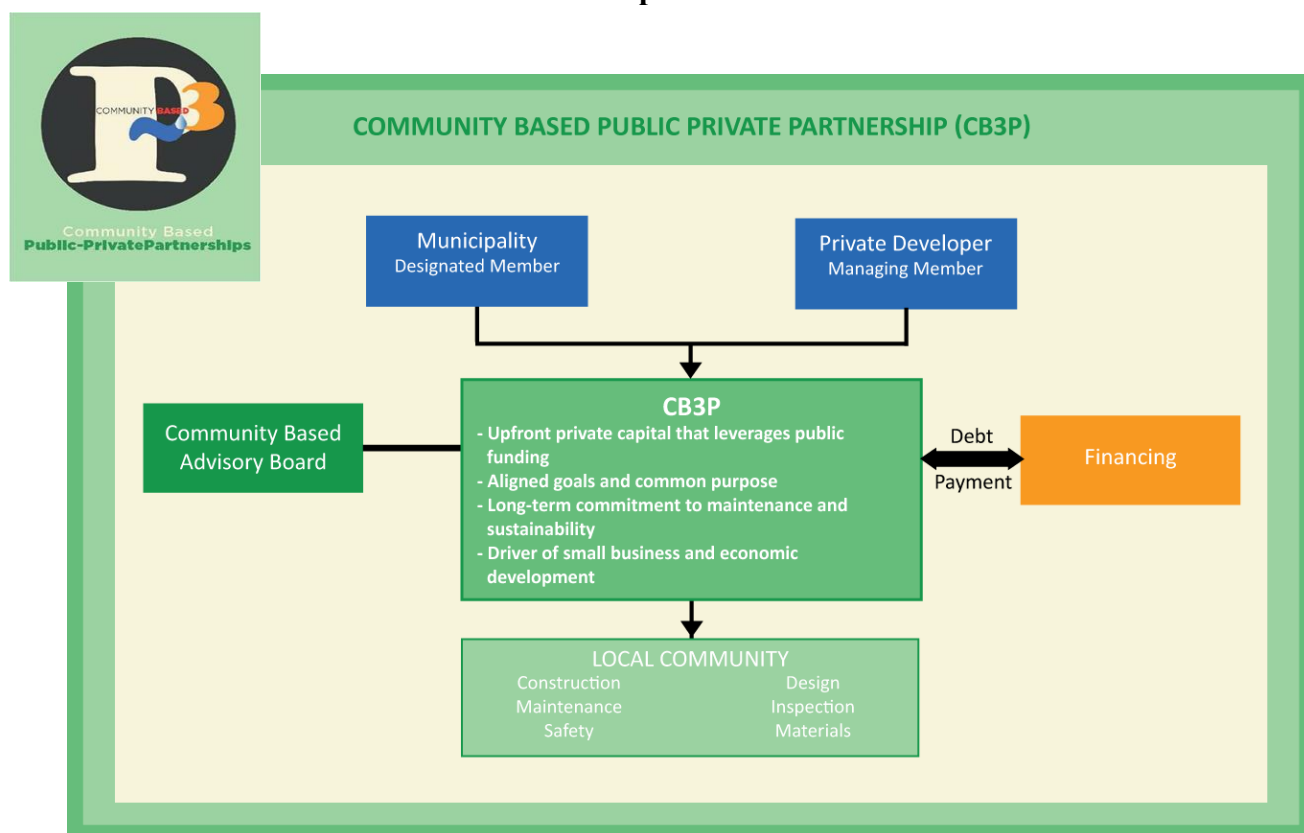 P3
COMMUNITY BASED
Community Based
Public-PrivatePartnerships
COMMUNITY BASED PUBLIC PRIVATE PARTNERSHIP (CB3P)
Municipality
Designated Member
Private Developer
Managing Member
Community Based
Advisory Board
CB3P
- Upfront private capital that leverages public
funding
- Aligned goals and common purpose
- Long-term commitment to maintenance and
sustainability
- Driver of small business and economic
development
Debt
Payment
Financing
LOCAL COMMUNITY
Construction
Design
Maintenance
Inspection
Safety
Materials